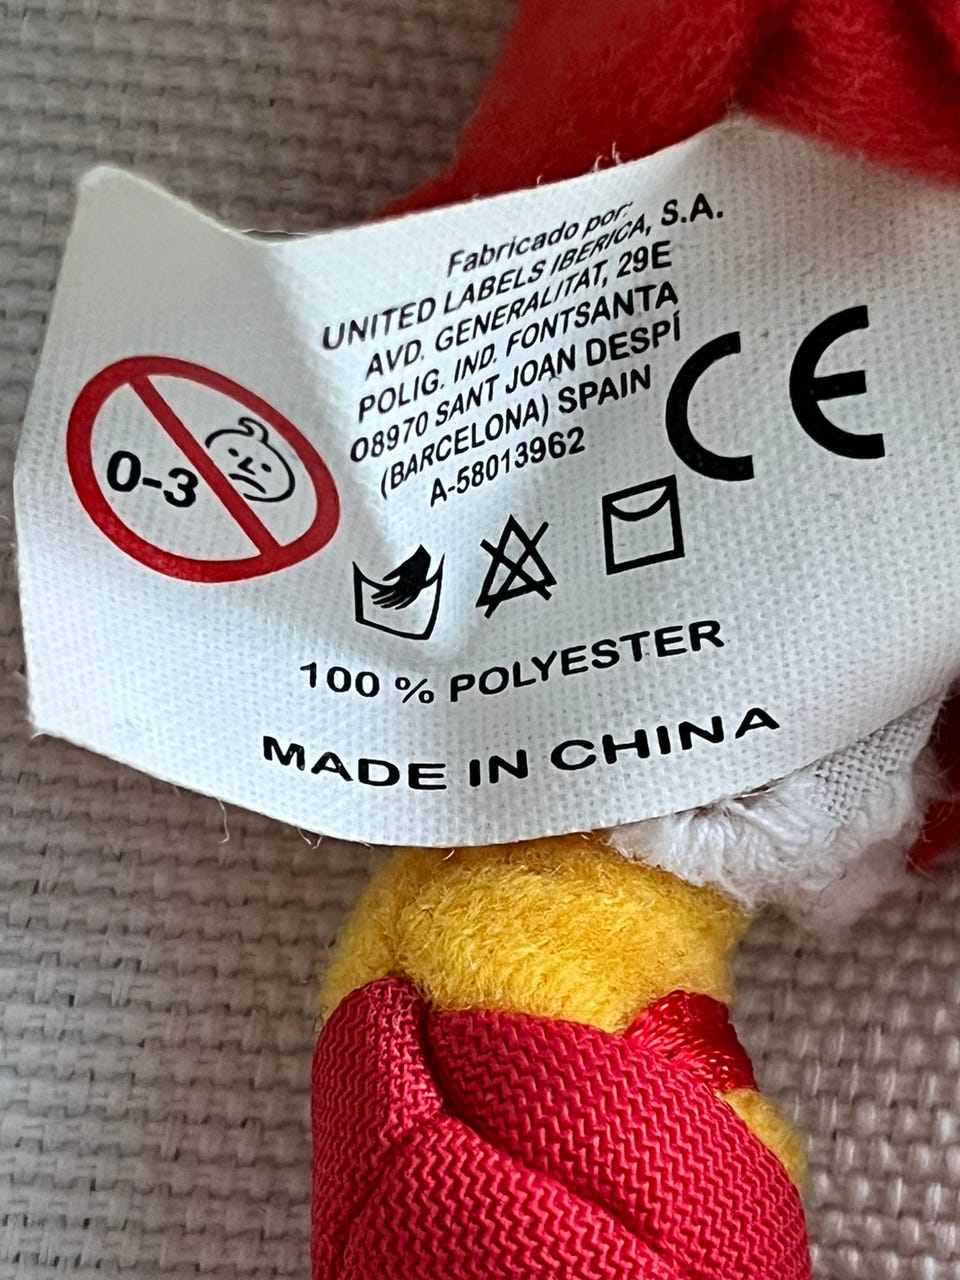 Fabricado por:
UNITED LABELS IBERICA, S.A.
AVD. GENERALITAT, 29E
POLIG. IND. FONTSANTA
08970 SANT JOAN DESPÍ
(BARCELONA) SPAIN
A-58013962
CE
0-3
100 % POLYESTER
MADE IN CHINA